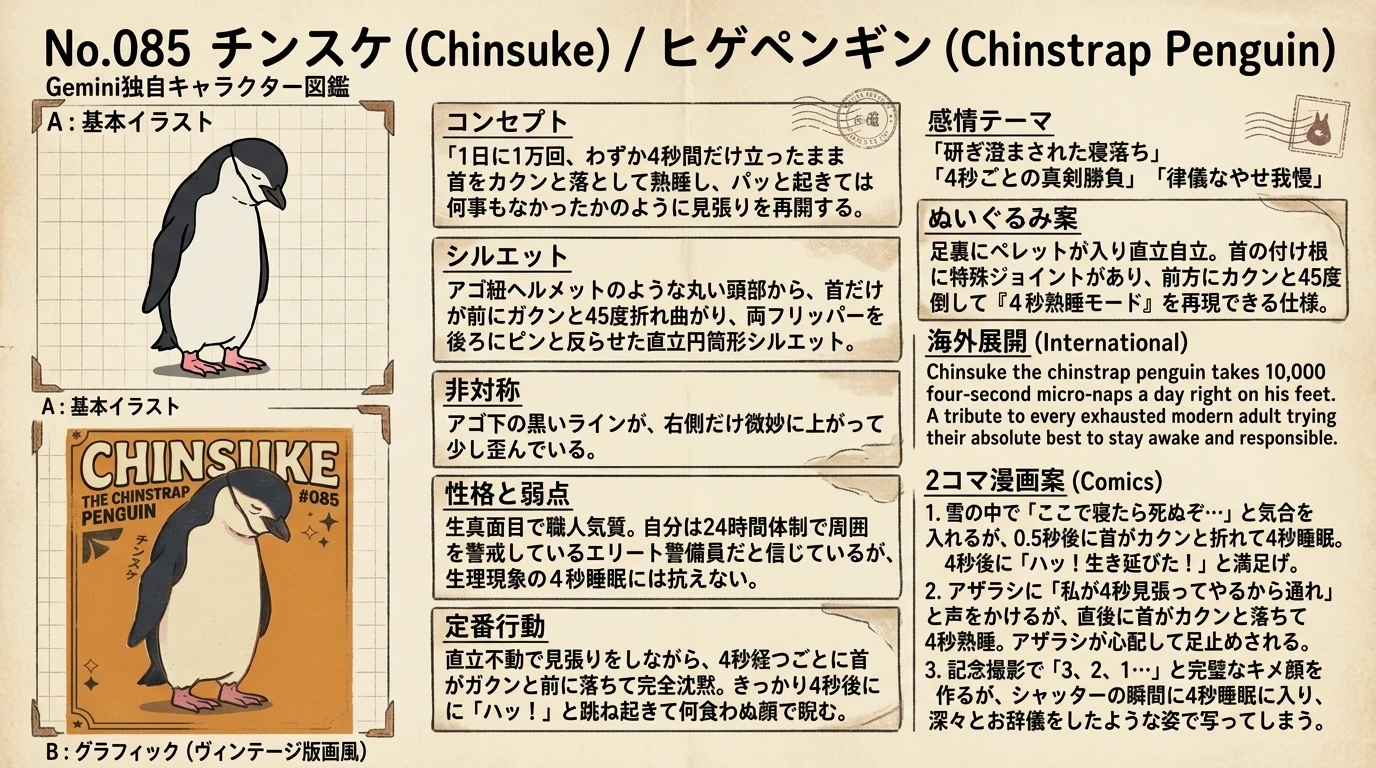 No.085 チンスケ (Chinsuke) / ヒゲペンギン (Chinstrap Penguin)
Gemini独自キャラクター図鑑
A : 基本イラスト
A : 基本イラスト
CHINSUKE
THE CHINSTRAP
PENGUIN
#085
チンスケ
B : グラフィック (ヴィンテージ版画風)
コンセプト
「1日に1万回、わずか4秒間だけ立ったまま
首をカクンと落として熟睡し、パッと起きては
何事もなかったかのように見張りを再開する。
シルエット
アゴ紐ヘルメットのような丸い頭部から、首だけ
が前にガクンと45度折れ曲がり、両フリッパーを
後ろにピンと反らせた直立円筒形シルエット。
非対称
アゴ下の黒いラインが、右側だけ微妙に上がって
少し歪んでいる。
性格と弱点
生真面目で職人気質。自分は24時間体制で周囲
を警戒しているエリート警備員だと信じているが、
生理現象の4秒睡眠には抗えない。
定番行動
直立不動で見張りをしながら、4秒経つごとに首
がガクンと前に落ちて完全沈黙。きっかり4秒後に
に「ハッ！」と跳ね起きて何食わぬ顔で睨む。
感情テーマ
「研ぎ澄まされた寝落ち」
「4秒ごとの真剣勝負」「律儀なやせ我慢」
ぬいぐるみ案
足裏にペレットが入り直立自立。首の付け根
に特殊ジョイントがあり、前方にカクンと45度
倒して『4秒熟睡モード』を再現できる仕様。
海外展開 (International)
Chinsuke the chinstrap penguin takes 10,000
four-second micro-naps a day right on his feet.
A tribute to every exhausted modern adult trying
their absolute best to stay awake and responsible.
2コマ漫画案 (Comics)
1. 雪の中で「ここで寝たら死ぬぞ…」と気合を
入れるが、0.5秒後に首がカクンと折れて4秒睡眠。
4秒後に「ハッ！生き延びた！」と満足げ。
2. アザラシに「私が4秒見張ってやるから通れ」
と声をかけるが、直後に首がカクンと落ちて
4秒熟睡。アザラシが心配して足止めされる。
3. 記念撮影で「3、2、1…」と完璧なキメ顔を
作るが、シャッターの瞬間に4秒睡眠に入り、
深々とお辞儀をしたような姿で写ってしまう。